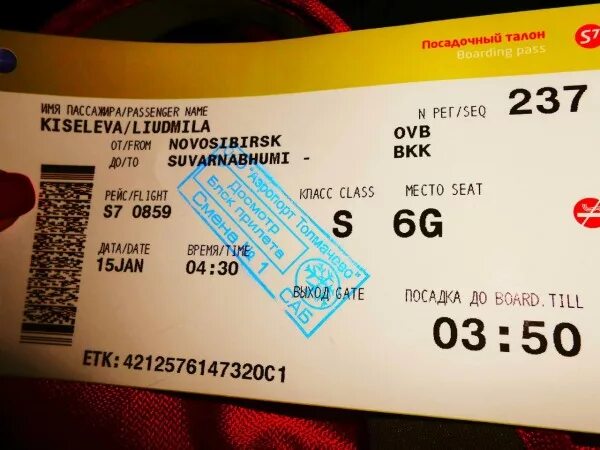 Посадочный талон
Boarding pass
S7
ИМЯ ПАССАЖИРА/PASSENGER NAME
KISELEVA/LIUDMILA
ОТ/FROM NOVOSIBIRSK
ДО/TO SUVARNABHUMI -
N РЕГ/SEQ 237
OVB
BKK
РЕЙС/FLIGHT
S7 0859
КЛАСС CLASS
S
МЕСТО SEAT
6G
ДАТА/DATE
15JAN
ВРЕМЯ/TIME
04:30
ВЫХОД GATE
ПОСАДКА ДО BOARD.TILL
03:50
ETK:4212576147320C1
"Аэропорт Толмачево"
Досмотр
Блок прилета
Смена № 1
САБ